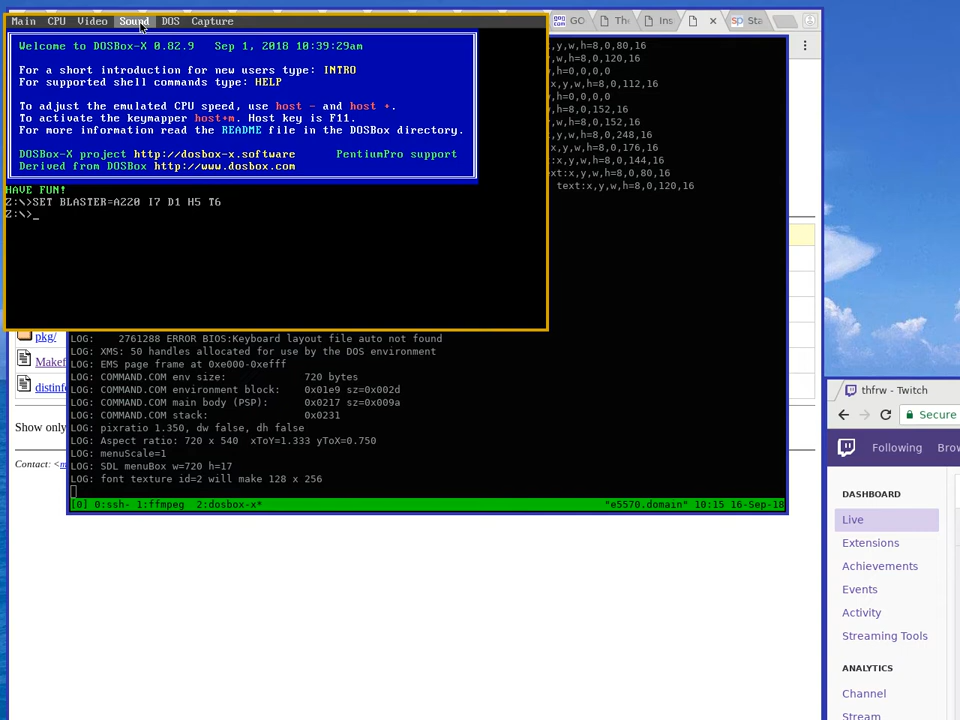 Main CPU Video Sound DOS Capture
Welcome to DOSBox-X 0.82.9 Sep 1, 2018 10:39:29am
For a short introduction for new users type: INTRO
For supported shell commands type: HELP
To adjust the emulated CPU speed, use host - and host +.
To activate the keymapper host+m. Host key is F11.
For more information read the README file in the DOSBox directory.
DOSBox-X project http://dosbox-x.software PentiumPro support
Derived from DOSBox http://www.dosbox.com
HAVE FUN!
Z:\>SET BLASTER=A220 I7 D1 H5 T6
Z:\>_
GO
The
Ins
Sta
,y,w,h=8,0,80,16
w,h=8,0,120,16
w,h=0,0,0,0
x,y,w,h=8,0,112,16
w,h=0,0,0,0
w,h=8,0,152,16
w,h=8,0,152,16
w,h=8,0,248,16
w,h=8,0,176,16
:x,y,w,h=8,0,144,16
ext:x,y,w,h=8,0,80,16
text:x,y,w,h=8,0,120,16
pkg/
Makef
distinfo
Show only
Contact: <m
LOG: 2761288 ERROR BIOS:Keyboard layout file auto not found
LOG: XMS: 50 handles allocated for use by the DOS environment
LOG: EMS page frame at 0xe000-0xefff
LOG: COMMAND.COM env size: 720 bytes
LOG: COMMAND.COM environment block: 0x01e9 sz=0x002d
LOG: COMMAND.COM main body (PSP): 0x0217 sz=0x009a
LOG: COMMAND.COM stack: 0x0231
LOG: pixratio 1.350, dw false, dh false
LOG: Aspect ratio: 720 x 540 xToY=1.333 yToX=0.750
LOG: menuScale=1
LOG: SDL menuBox w=720 h=17
LOG: font texture id=2 will make 128 x 256
[0] 0:ssh- 1:ffmpeg 2:dosbox-x* "e5570.domain" 10:15 16-Sep-18
thfrw - Twitch
Secure
Following Brow
DASHBOARD
Live
Extensions
Achievements
Events
Activity
Streaming Tools
ANALYTICS
Channel
Stream